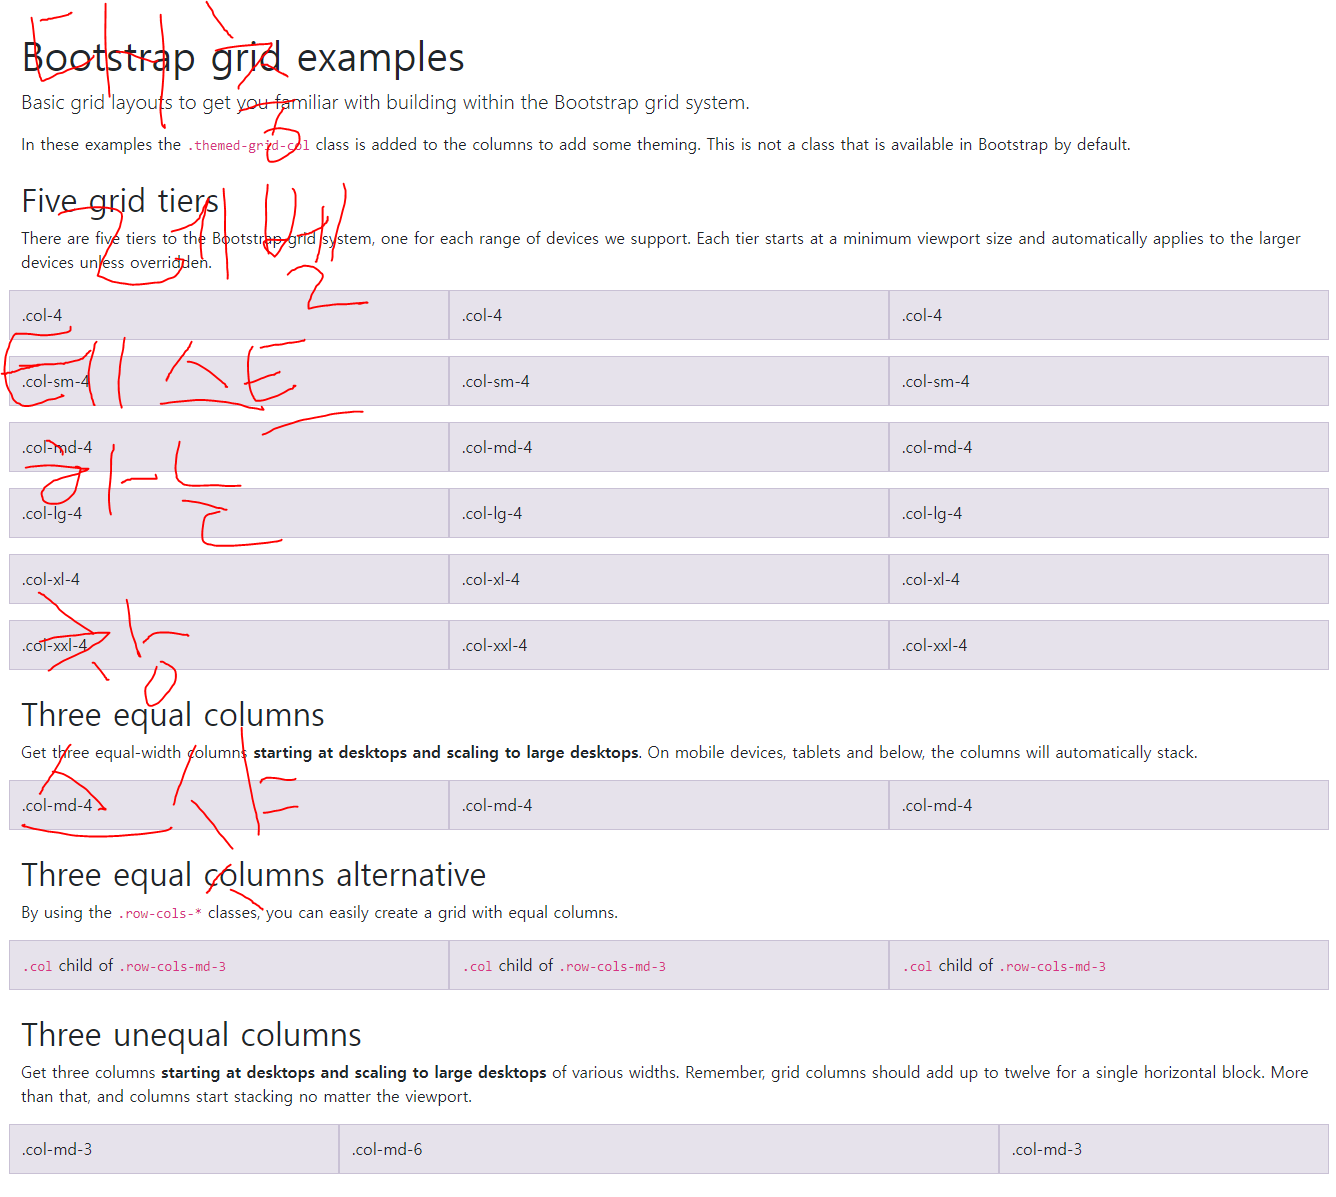 대충
Bootstrap grid examples
Basic grid layouts to get you familiar with building within the Bootstrap grid system.
In these examples the .themed-grid-col class is added to the columns to add some theming. This is not a class that is available in Bootstrap by default.
Five grid tiers
레벨
There are five tiers to the Bootstrap grid system, one for each range of devices we support. Each tier starts at a minimum viewport size and automatically applies to the larger
devices unless overridden.
.col-4 .col-4 .col-4
테스트
.col-sm-4 .col-sm-4 .col-sm-4
.col-md-4 .col-md-4 .col-md-4
하는
.col-lg-4 .col-lg-4 .col-lg-4
.col-xl-4 .col-xl-4 .col-xl-4
.col-xxl-4 .col-xxl-4 .col-xxl-4
Three equal columns
Get three equal-width columns starting at desktops and scaling to large desktops. On mobile devices, tablets and below, the columns will automatically stack.
스샷
.col-md-4 .col-md-4 .col-md-4
Three equal columns alternative
By using the .row-cols-* classes, you can easily create a grid with equal columns.
.col child of .row-cols-md-3 .col child of .row-cols-md-3 .col child of .row-cols-md-3
Three unequal columns
Get three columns starting at desktops and scaling to large desktops of various widths. Remember, grid columns should add up to twelve for a single horizontal block. More
than that, and columns start stacking no matter the viewport.
.col-md-3 .col-md-6 .col-md-3